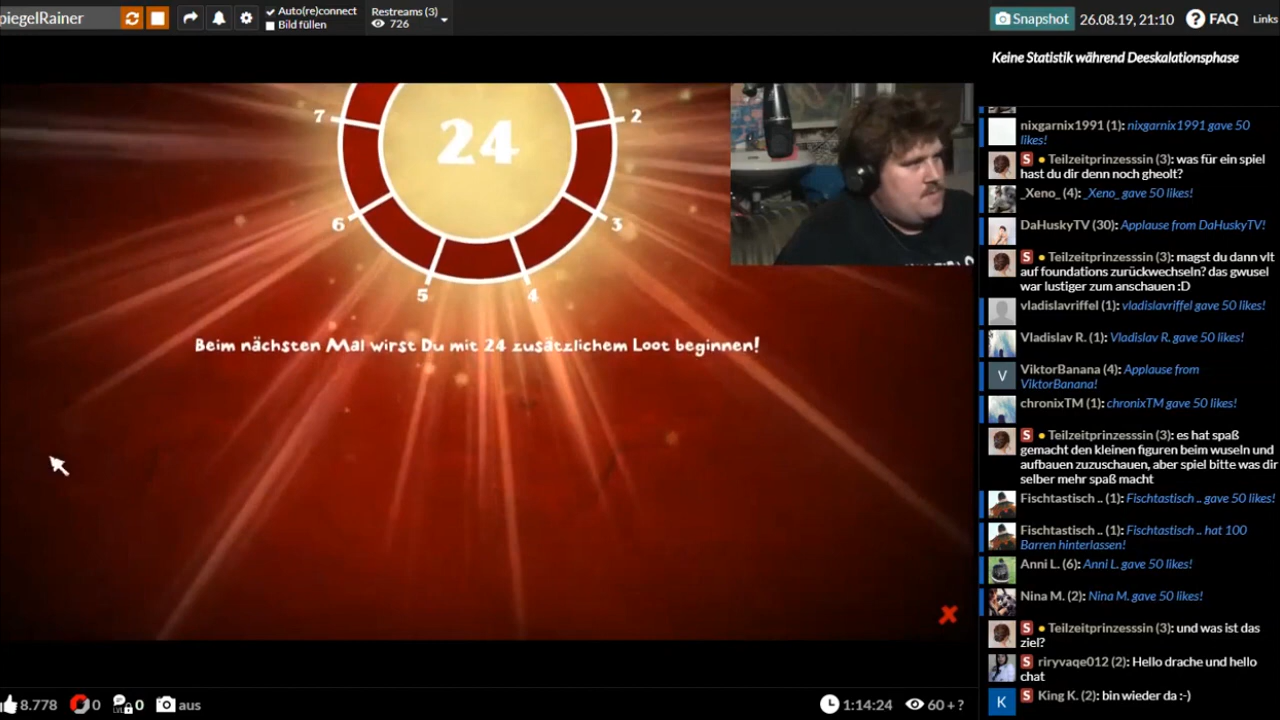 piegelRainer
Auto(re)connect
Bild füllen
Restreams (3)
726
Snapshot
26.08.19, 21:10
FAQ
Links
Keine Statistik während Deeskalationsphase
7
2
24
6
3
5
4
Beim nächsten Mal wirst Du mit 24 zusätzlichem Loot beginnen!
nixgarnix1991 (1): nixgarnix1991 gave 50
likes!
S Teilzeitprinzesssin (3): was für ein spiel
hast du dir denn noch gheolt?
_Xeno_ (4): _Xeno_ gave 50 likes!
DaHuskyTV (30): Applause from DaHuskyTV!
S Teilzeitprinzesssin (3): magst du dann vlt
auf foundations zurückwechseln? das gwusel
war lustiger zum anschauen :D
vladislavriffel (1): vladislavriffel gave 50 likes!
Vladislav R. (1): Vladislav R. gave 50 likes!
V
ViktorBanana (4): Applause from
ViktorBanana!
chronixTM (1): chronixTM gave 50 likes!
S Teilzeitprinzesssin (3): es hat spaß
gemacht den kleinen figuren beim wuseln und
aufbauen zuzuschauen, aber spiel bitte was dir
selber mehr spaß macht
Fischtastisch .. (1): Fischtastisch .. gave 50 likes!
Fischtastisch .. (1): Fischtastisch .. hat 100
Barren hinterlassen!
Anni L. (6): Anni L. gave 50 likes!
Nina M. (2): Nina M. gave 50 likes!
S Teilzeitprinzesssin (3): und was ist das
ziel?
S riryvaqe012 (2): Hello drache und hello
chat
K
S King K. (2): bin wieder da :-)
8.778
0
0
aus
1:14:24
60 + ?